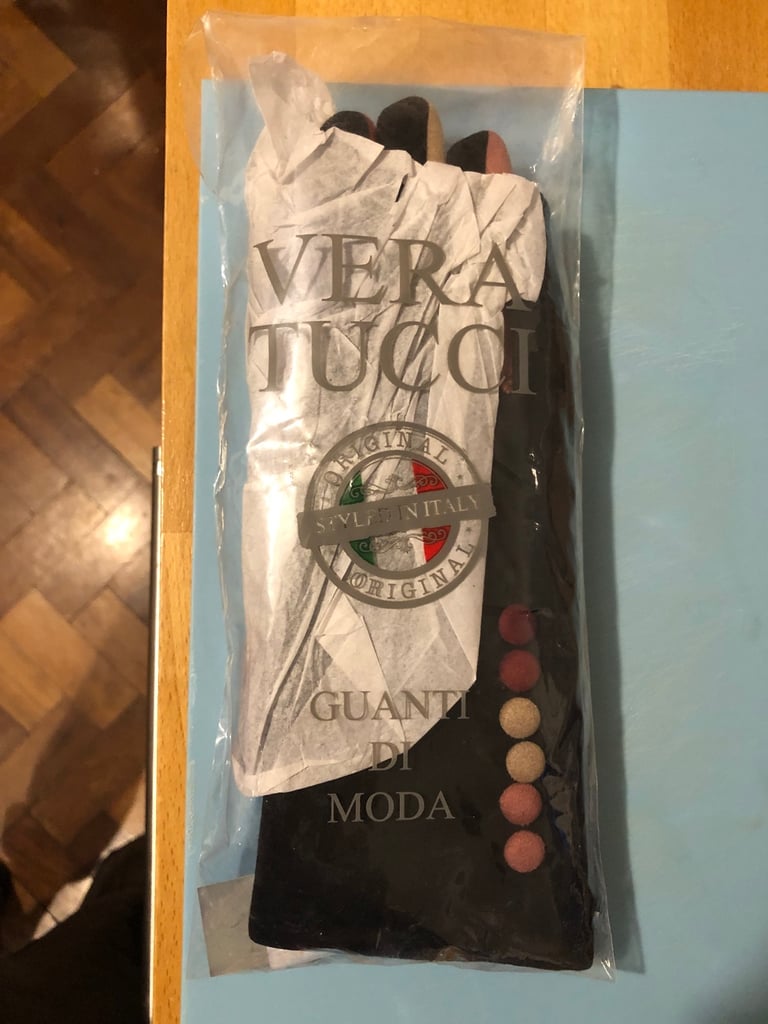 VERA
TUCCI
ORIGINAL
STYLED IN ITALY
ORIGINAL
GUANTI
DI
MODA